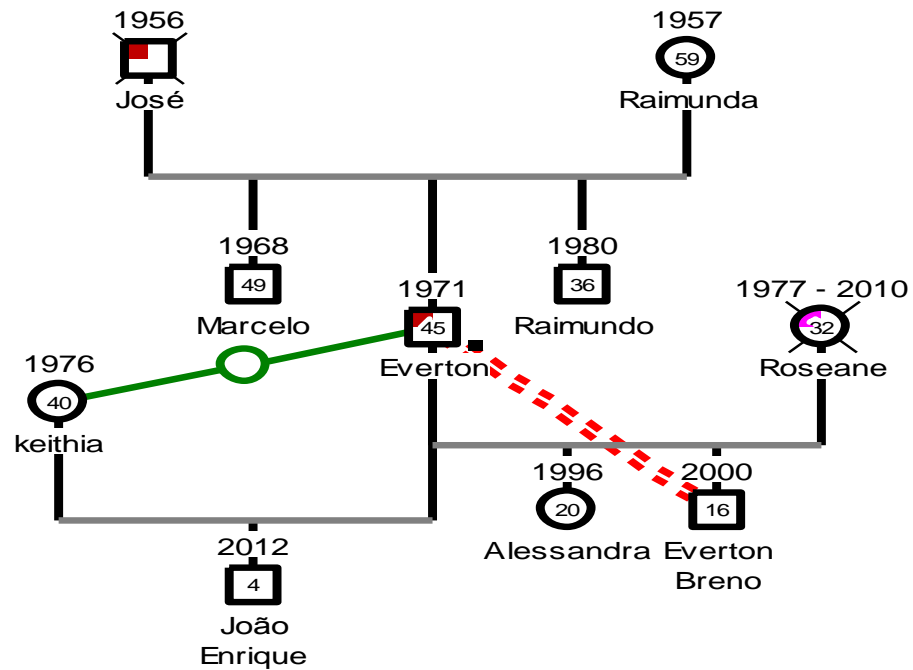 1956
1957
59
José
Raimunda
1968
1980
49
36
1971
1977 - 2010
Marcelo
45
Raimundo
32
Everton
Roseane
1976
40
keithia
1996
2000
20
16
Alessandra
Everton
Breno
2012
4
João
Enrique